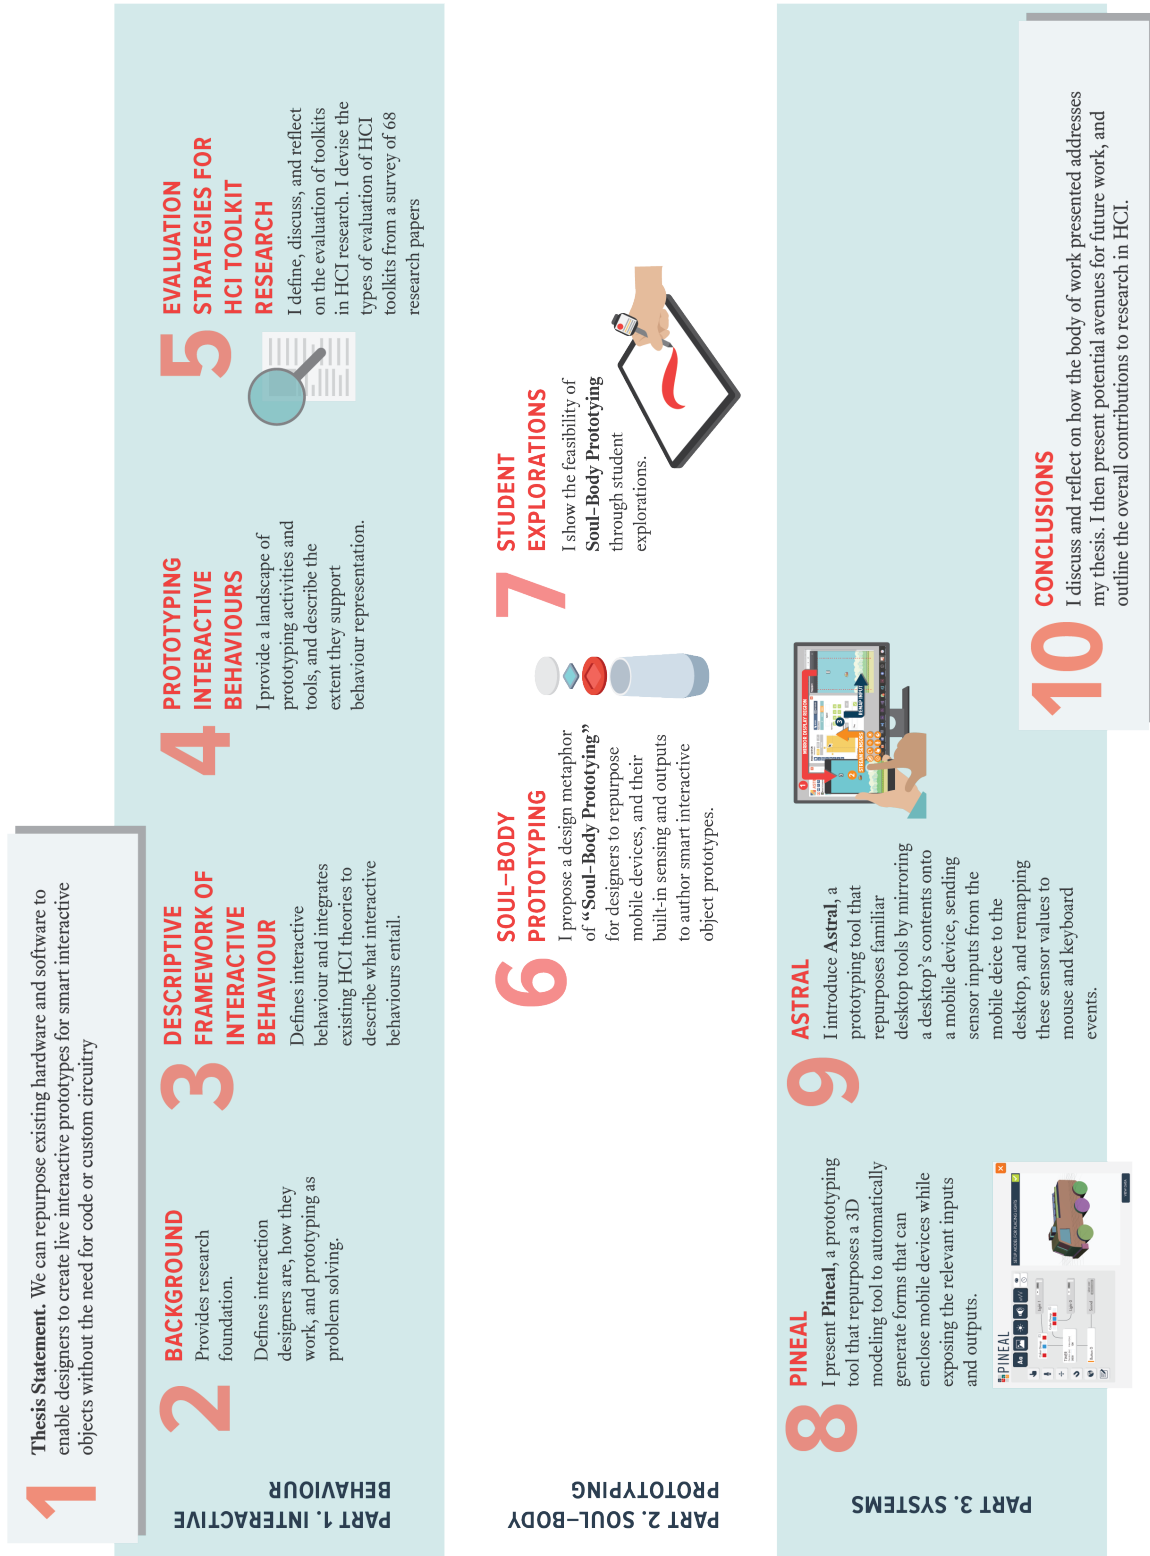 1
Thesis Statement. We can repurpose existing hardware and software to
enable designers to create live interactive prototypes for smart interactive
objects without the need for code or custom circuitry
PART 1. INTERACTIVE
BEHAVIOUR
2
BACKGROUND
Provides research
foundation.
Defines interaction
designers are, how they
work, and prototyping as
problem solving.
3
DESCRIPTIVE
FRAMEWORK OF
INTERACTIVE
BEHAVIOUR
Defines interactive
behaviour and integrates
existing HCI theories to
describe what interactive
behaviours entail.
4
PROTOTYPING
INTERACTIVE
BEHAVIOURS
I provide a landscape of
prototyping activities and
tools, and describe the
extent they support
behaviour representation.
5
EVALUATION
STRATEGIES FOR
HCI TOOLKIT
RESEARCH
I define, discuss, and reflect
on the evaluation of toolkits
in HCI research. I devise the
types of evaluation of HCI
toolkits from a survey of 68
research papers
PART 2. SOUL–BODY
PROTOTYPING
6
SOUL–BODY
PROTOTYPING
I propose a design metaphor
of “Soul–Body Prototying”
for designers to repurpose
mobile devices, and their
built-in sensing and outputs
to author smart interactive
object prototypes.
7
STUDENT
EXPLORATIONS
I show the feasibility of
Soul–Body Prototying
through student
explorations.
PART 3. SYSTEMS
8
PINEAL
I present Pineal, a prototyping
tool that repurposes a 3D
modeling tool to automatically
generate forms that can
enclose mobile devices while
exposing the relevant inputs
and outputs.
PINEAL
Aa
9
ASTRAL
I introduce Astral, a
prototyping tool that
repurposes familiar
desktop tools by mirroring
a desktop’s contents onto
a mobile device, sending
sensor inputs from the
mobile deice to the
desktop, and remapping
these sensor values to
mouse and keyboard
events.
1
MIRROR DISPLAY REGION
2
STREAM SENSORS
3
REMAP INPUT
10
CONCLUSIONS
I discuss and reflect on how the body of work presented addresses
my thesis. I then present potential avenues for future work, and
outline the overall contributions to research in HCI.